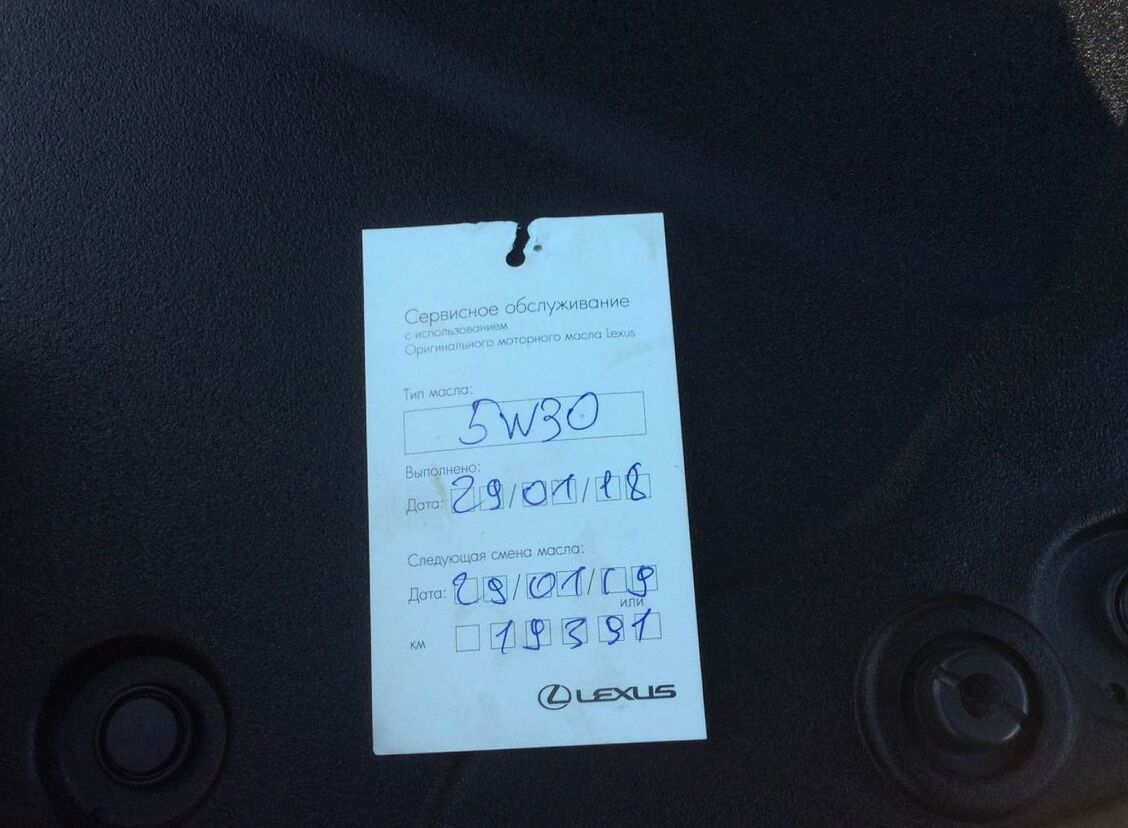 Сервисное обслуживание
с использованием
Оригинального моторного масла Lexus
Тип масла:
5W30
Выполнено:
Дата: 29/01/18
Следующая смена масла:
Дата: 29/01/19
или
км 19391
LEXUS